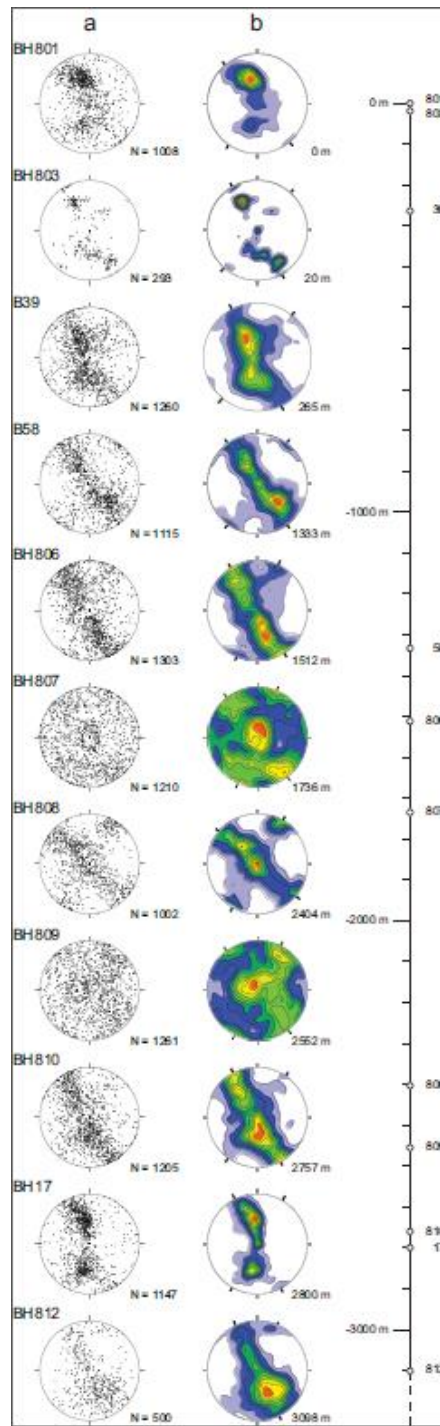 a b
BH801
N = 1008 0 m
BH803
N = 293 20 m
B39
N = 1260 265 m
B58
N = 1115 1333 m
BH806
N = 1303 1512 m
BH807
N = 1210 1736 m
BH808
N = 1002 2404 m
BH809
N = 1261 2552 m
BH810
N = 1205 2757 m
BH17
N = 1147 2800 m
BH812
N = 500 3098 m
0 m
-1000 m
-2000 m
-3000 m